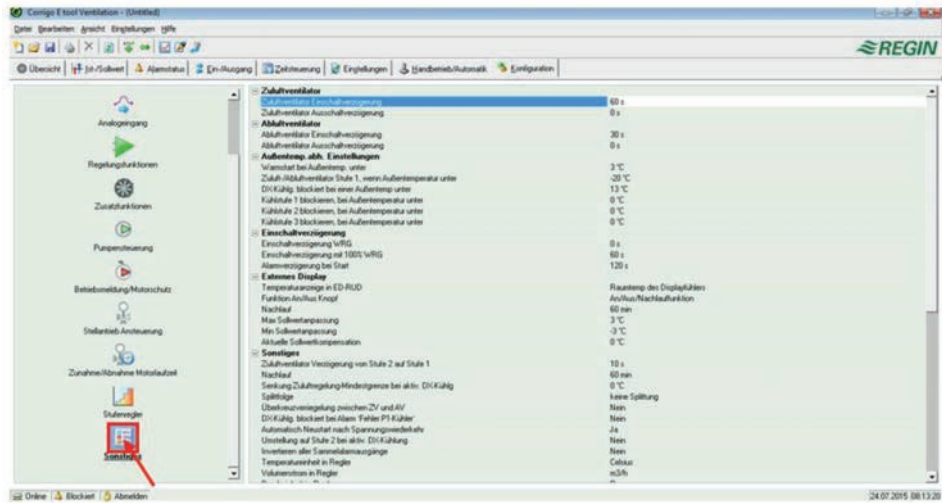 Corrigo E tool Ventilation - (Untitled)
Datei Bearbeiten Ansicht Einstellungen Hilfe
REGIN
Übersicht Ist-/Sollwert Alarmstatus Ein-/Ausgang Zeitsteuerung Einstellungen Handbetrieb/Automatik Konfiguration
Analogeingang
Regelungsfunktionen
Zusatzfunktionen
Pumpensteuerung
Betriebsmeldung/Motorschutz
Stellantrieb Ansteuerung
Zunahme/Abnahme Motorlaufzeit
Stufenregler
Sonstiges
Zuluftventilator
Zuluftventilator Einschaltverzögerung 60 s
Zuluftventilator Ausschaltverzögerung 0 s
Abluftventilator
Abluftventilator Einschaltverzögerung 30 s
Abluftventilator Ausschaltverzögerung 0 s
Außentemp. abh. Einstellungen
Warmstart bei Außentemp. unter 3 °C
Zuluft-/Abluftventilator Stufe 1, wenn Außentemperatur unter -20 °C
DX-Kühlg. blockiert bei einer Außentemp unter 13 °C
Kühlstufe 1 blockieren, bei Außentemperatur unter 0 °C
Kühlstufe 2 blockieren, bei Außentemperatur unter 0 °C
Kühlstufe 3 blockieren, bei Außentemperatur unter 0 °C
Einschaltverzögerung
Einschaltverzögerung WRG 0 s
Einschaltverzögerung mit 100% WRG 60 s
Alarmverzögerung bei Start 120 s
Externes Display
Temperaturanzeige in ED-RUD Raumtemp des Displayfühlers
Funktion An/Aus Knopf An/Aus/Nachlauffunktion
Nachlauf 60 min
Max Sollwertanpassung 3 °C
Min Sollwertanpassung -3 °C
Aktuelle Sollwertkompensation 0 °C
Sonstiges
Zuluftventilator Verzögerung von Stufe 2 auf Stufe 1 10 s
Nachlauf 60 min
Senkung Zuluftregelung-Mindestgrenze bei aktiv. DX-Kühlg 0 °C
Splittfolge keine Splittung
Überkreuzverriegelung zwischen ZV und AV Nein
DX-Kühlg. blockiert bei Alarm 'Fehler P1-Kühler' Nein
Automatisch Neustart nach Spannungswiederkehr Ja
Umstellung auf Stufe 2 bei aktiv. DX-Kühlung Nein
Invertieren aller Sammelalarmausgänge Nein
Temperatureinheit in Regler Celsius
Volumenstrom in Regler m3/h
Online Blockiert Abmelden 24.07.2015 08:13:20